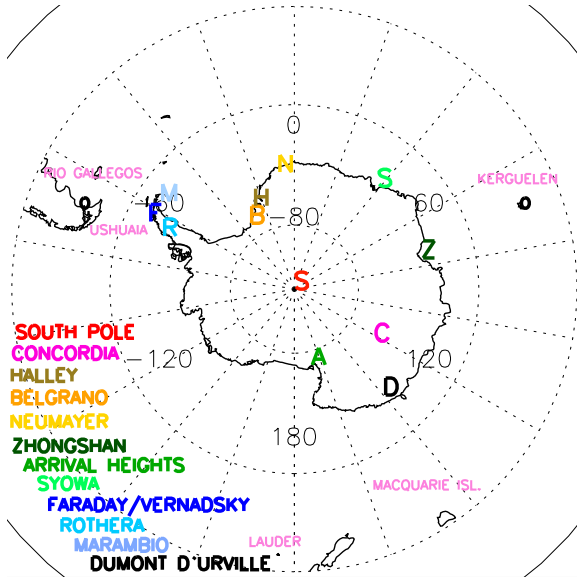 0
N
S
RIO GALLEGOS
KERGUELEN
M
H
-60
60
F
B
-80
R
USHUAIA
Z
S
SOUTH POLE
C
CONCORDIA
-120
A
120
HALLEY
D
BELGRANO
NEUMAYER
180
ZHONGSHAN
ARRIVAL HEIGHTS
SYOWA
MACQUARIE ISL.
FARADAY/VERNADSKY
ROTHERA
MARAMBIO
LAUDER
DUMONT D'URVILLE